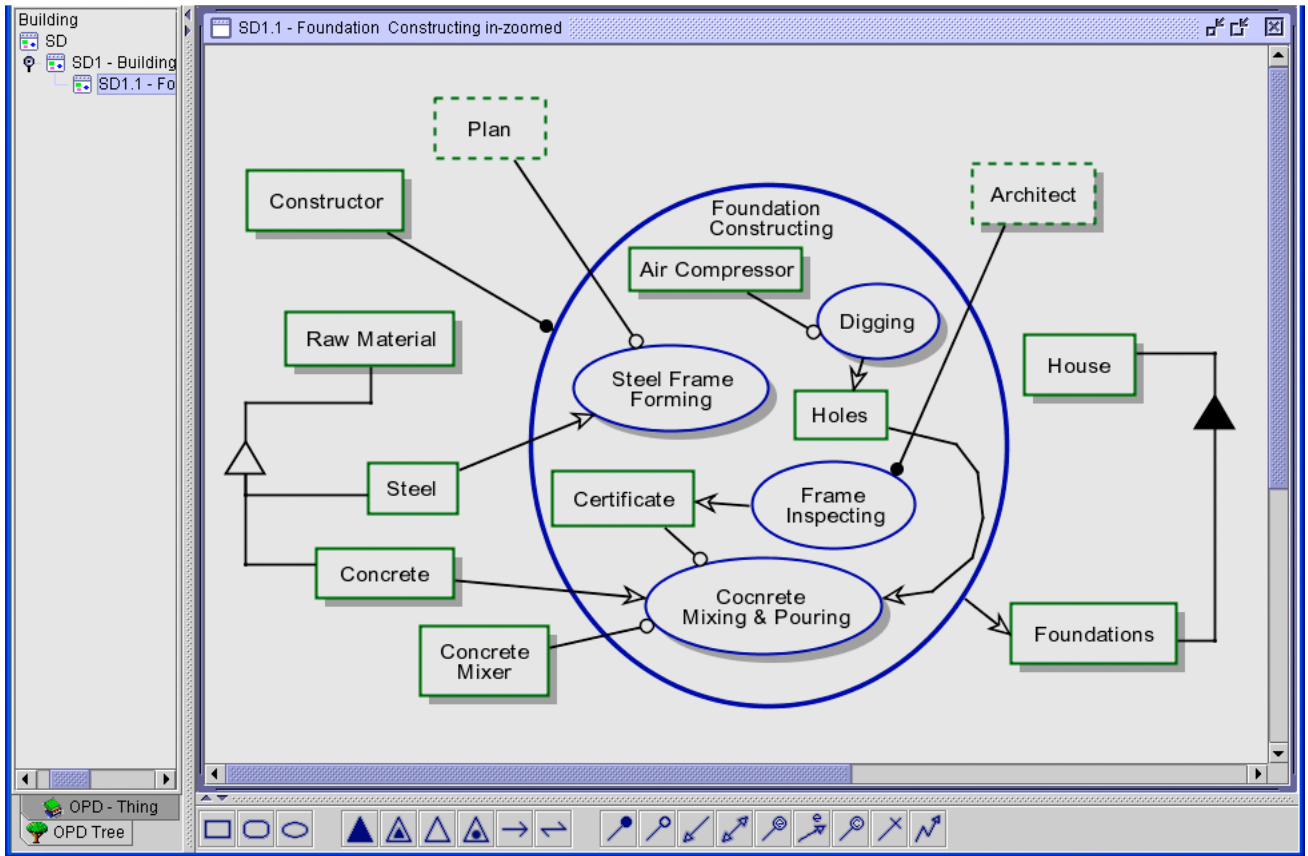 Building
SD
SD1 - Building
SD1.1 - Fo
SD1.1 - Foundation Constructing in-zoomed
Plan
Constructor
Architect
Foundation
Constructing
Air Compressor
Digging
Raw Material
House
Steel Frame
Forming
Holes
Steel
Certificate
Frame
Inspecting
Concrete
Cocnrete
Mixing & Pouring
Concrete
Mixer
Foundations
OPD - Thing
OPD Tree
e
e
c